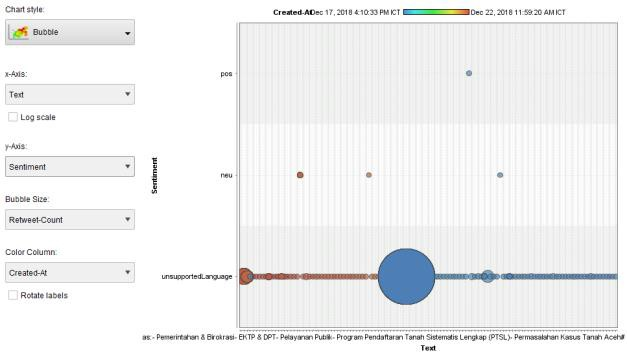 Chart style:
Bubble
x-Axis:
Text
Log scale
y-Axis:
Sentiment
Bubble Size:
Retweet-Count
Color Column:
Created-At
Rotate labels
Created-At Dec 17, 2018 4:10:33 PM ICT Dec 22, 2018 11:59:20 AM ICT
pos
neu
unsupportedLanguage
Sentiment
as:- Pemerintahan & Birokrasi- EKTP & DPT- Pelayanan Publik- Program Pendaftaran Tanah Sistematis Lengkap (PTSL)- Permasalahan Kasus Tanah Aceh#
Text